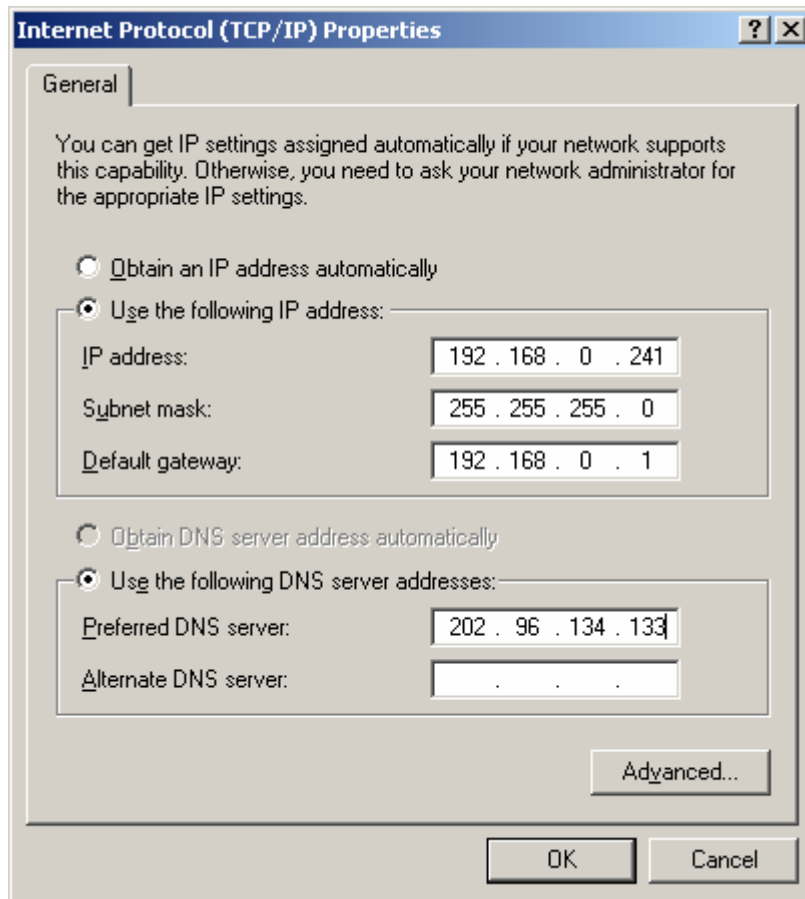 Internet Protocol (TCP/IP) Properties
General
You can get IP settings assigned automatically if your network supports
this capability. Otherwise, you need to ask your network administrator for
the appropriate IP settings.
Obtain an IP address automatically
Use the following IP address:
IP address: 192 . 168 . 0 . 241
Subnet mask: 255 . 255 . 255 . 0
Default gateway: 192 . 168 . 0 . 1
Obtain DNS server address automatically
Use the following DNS server addresses:
Preferred DNS server: 202 . 96 . 134 . 133
Alternate DNS server: . . .
Advanced...
OK Cancel